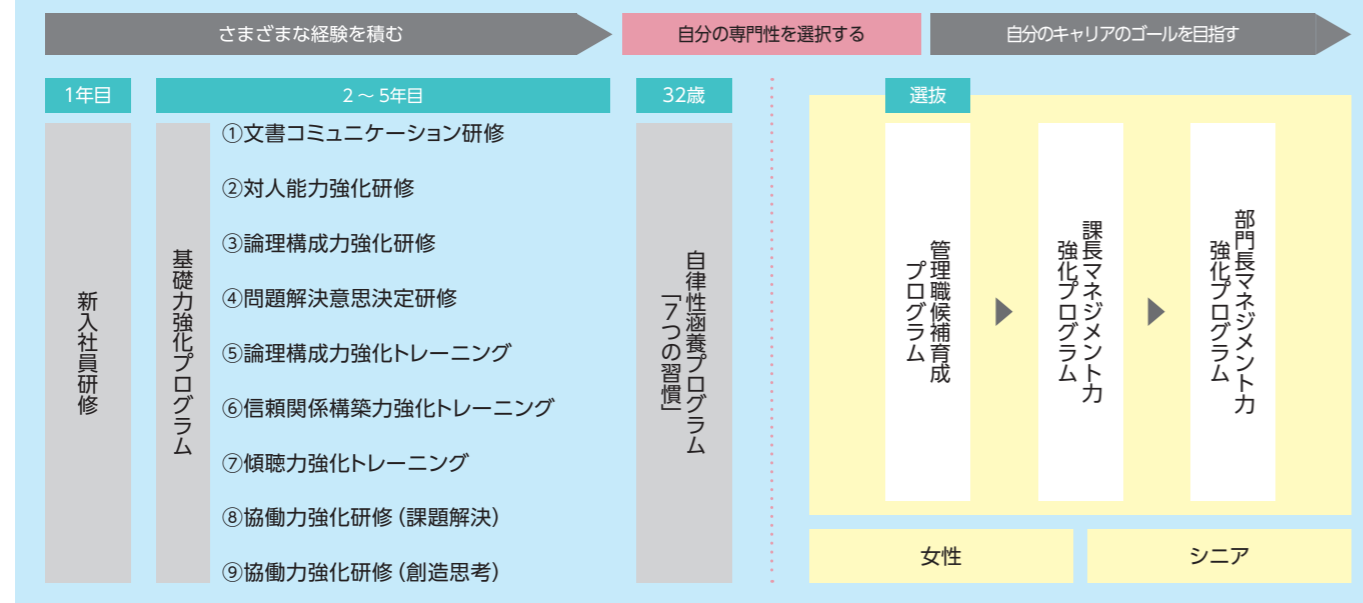 さまざまな経験を積む
自分の専門性を選択する
自分のキャリアのゴールを目指す
1年目
2～5年目
32歳
選抜
新入社員研修
基礎力強化プログラム
①文書コミュニケーション研修
②対人能力強化研修
③論理構成力強化研修
④問題解決意思決定研修
⑤論理構成力強化トレーニング
⑥信頼関係構築力強化トレーニング
⑦傾聴力強化トレーニング
⑧協働力強化研修（課題解決）
⑨協働力強化研修（創造思考）
自律性涵養プログラム
「7つの習慣」
管理職候補育成
プログラム
課長マネジメント力
強化プログラム
部門長マネジメント力
強化プログラム
女性
シニア